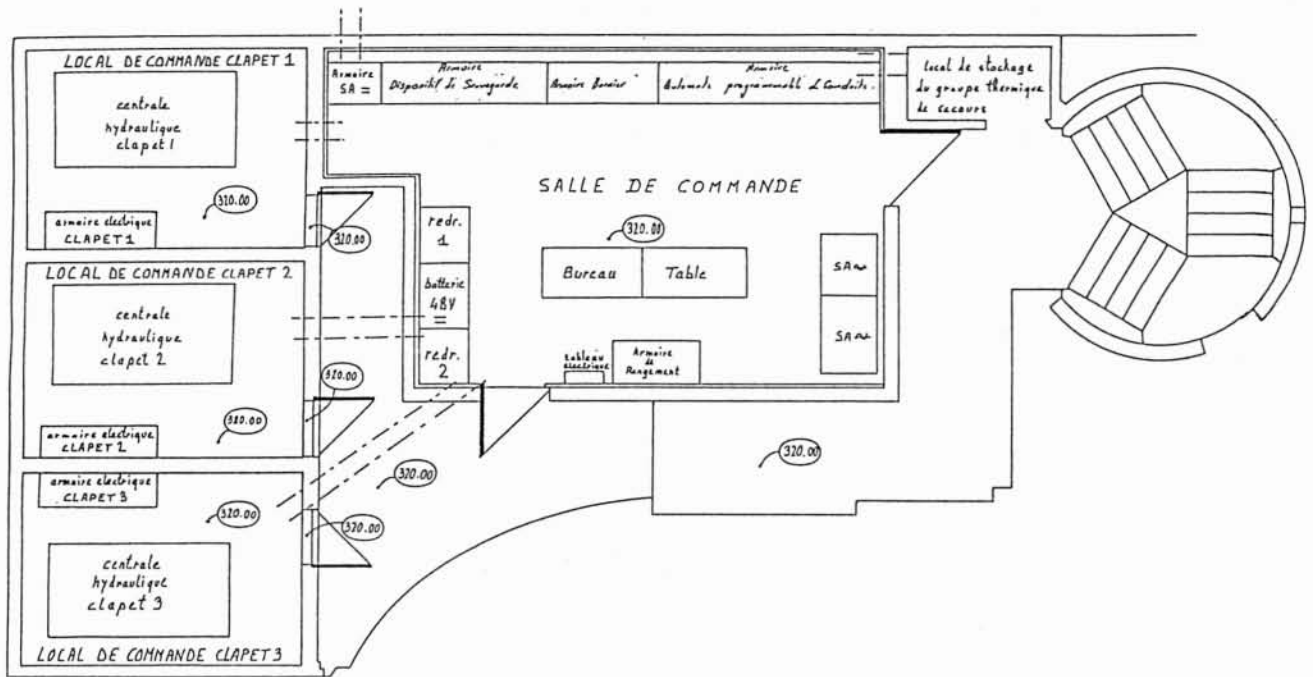 LOCAL DE COMMANDE CLAPET 1
centrale
hydraulique
clapet 1
320.00
armoire electrique
CLAPET 1
320.00
LOCAL DE COMMANDE CLAPET 2
centrale
hydraulique
clapet 2
320.00
320.00
armoire electrique
CLAPET 2
armoire electrique
CLAPET 3
320.00
320.00
320.00
centrale
hydraulique
clapet 3
LOCAL DE COMMANDE CLAPET 3
Armoire
SA =
Armoire
Dispositif de Sauvegarde
Armoire Bornier
Armoire
Automate programmable de Conduite.
local de stockage
du groupe thermique
de secours
SALLE DE COMMANDE
320.00
redr.
1
batterie
48V
=
redr.
2
Bureau
Table
SA~
SA~
tableau
électrique
Armoire
de
Rangement
320.00